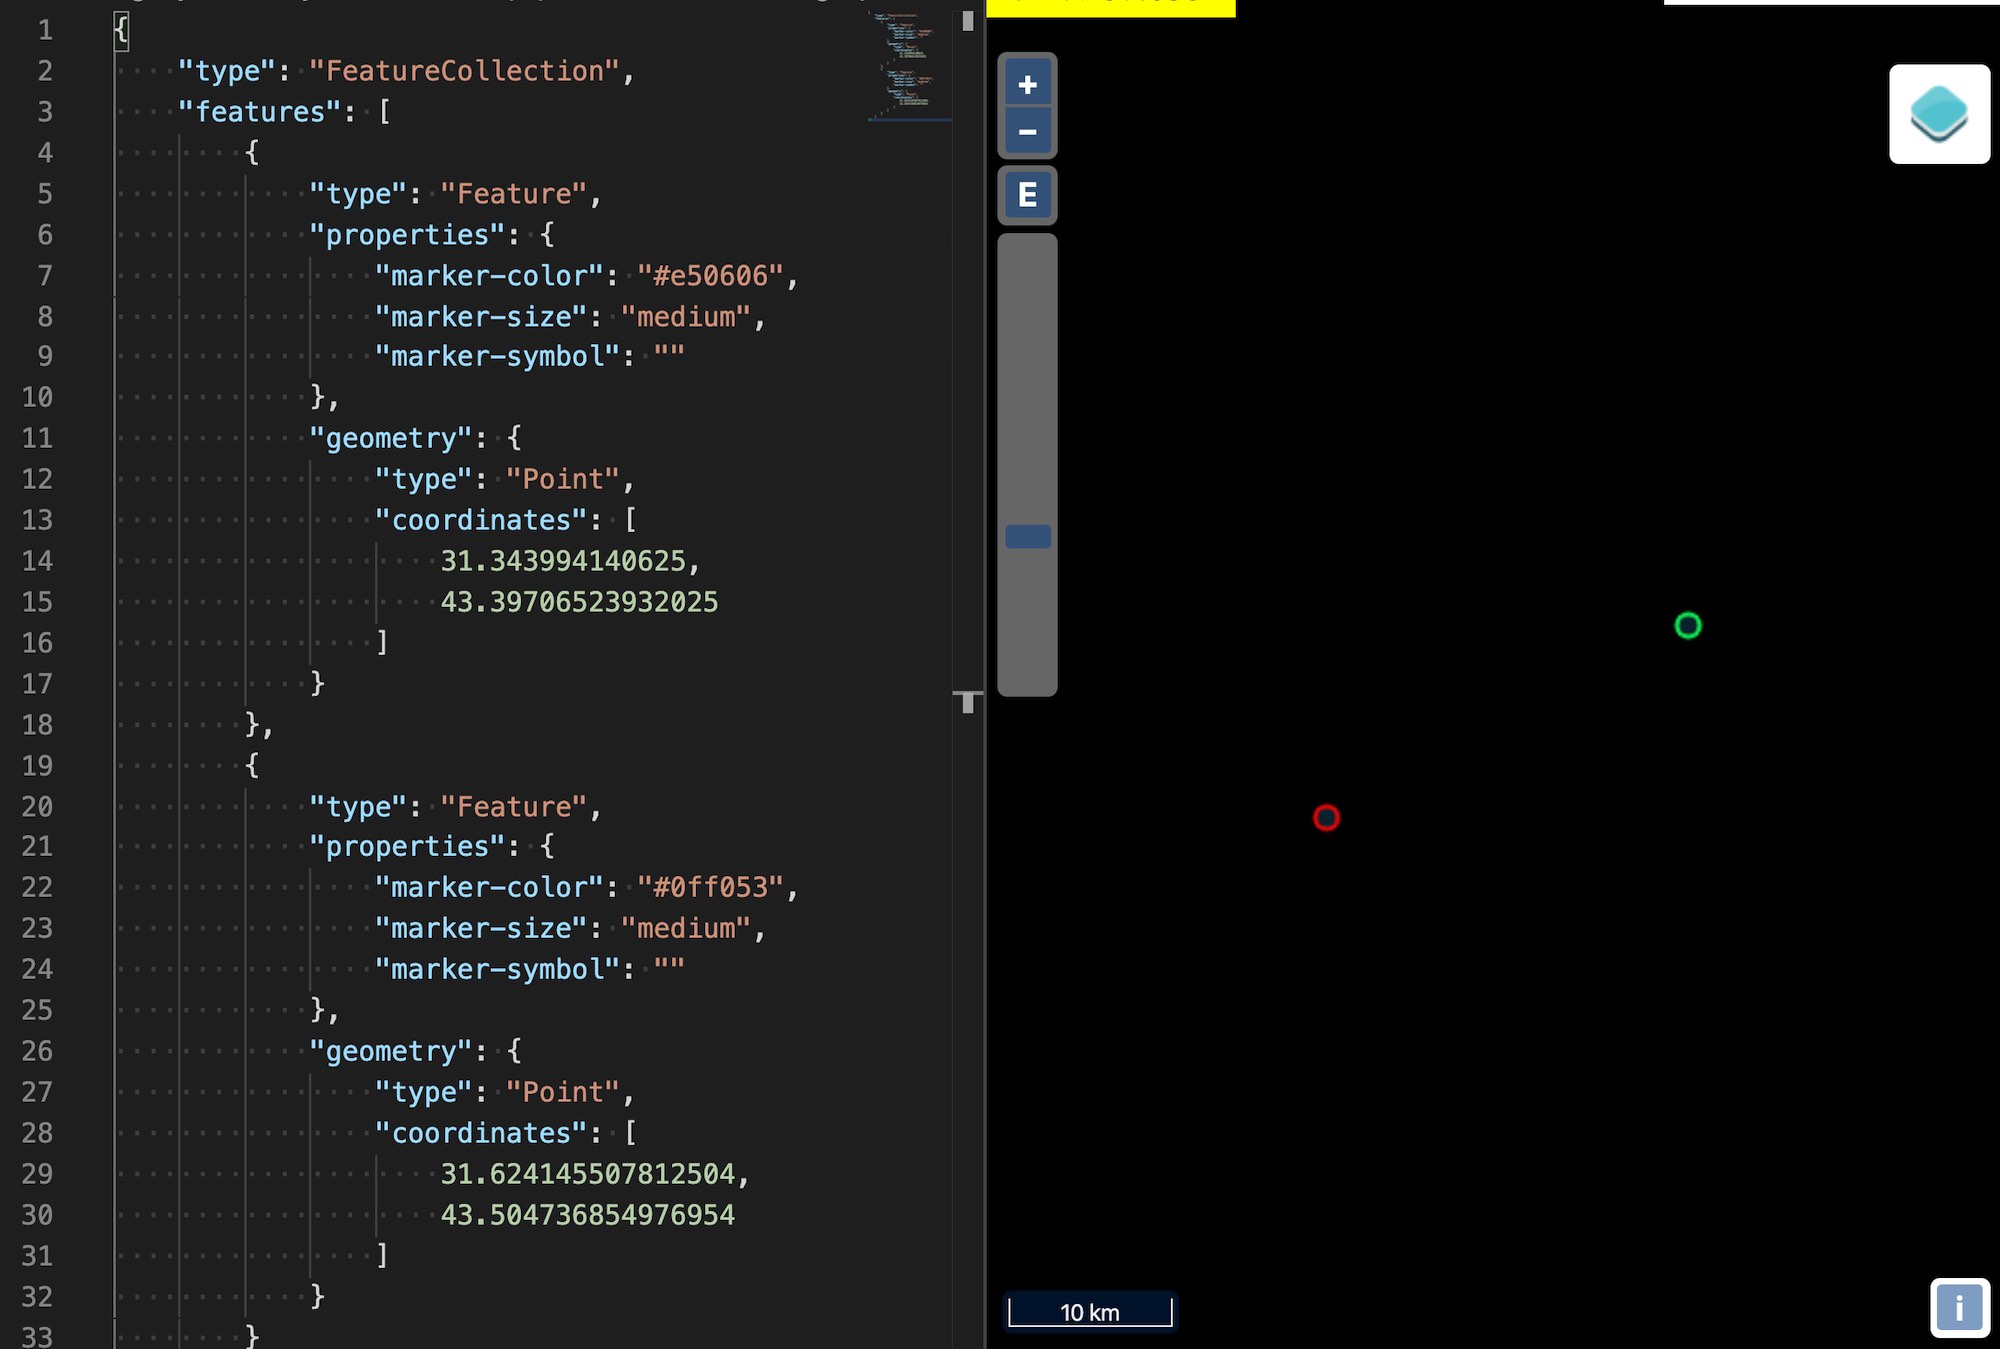 1 {
2 "type": "FeatureCollection",
3 "features": [
4 {
5 "type": "Feature",
6 "properties": {
7 "marker-color": "#e50606",
8 "marker-size": "medium",
9 "marker-symbol": ""
10 },
11 "geometry": {
12 "type": "Point",
13 "coordinates": [
14 31.343994140625,
15 43.39706523932025
16 ]
17 }
18 },
19 {
20 "type": "Feature",
21 "properties": {
22 "marker-color": "#0ff053",
23 "marker-size": "medium",
24 "marker-symbol": ""
25 },
26 "geometry": {
27 "type": "Point",
28 "coordinates": [
29 31.624145507812504,
30 43.504736854976954
31 ]
32 }
33 }
+
−
E
10 km
i